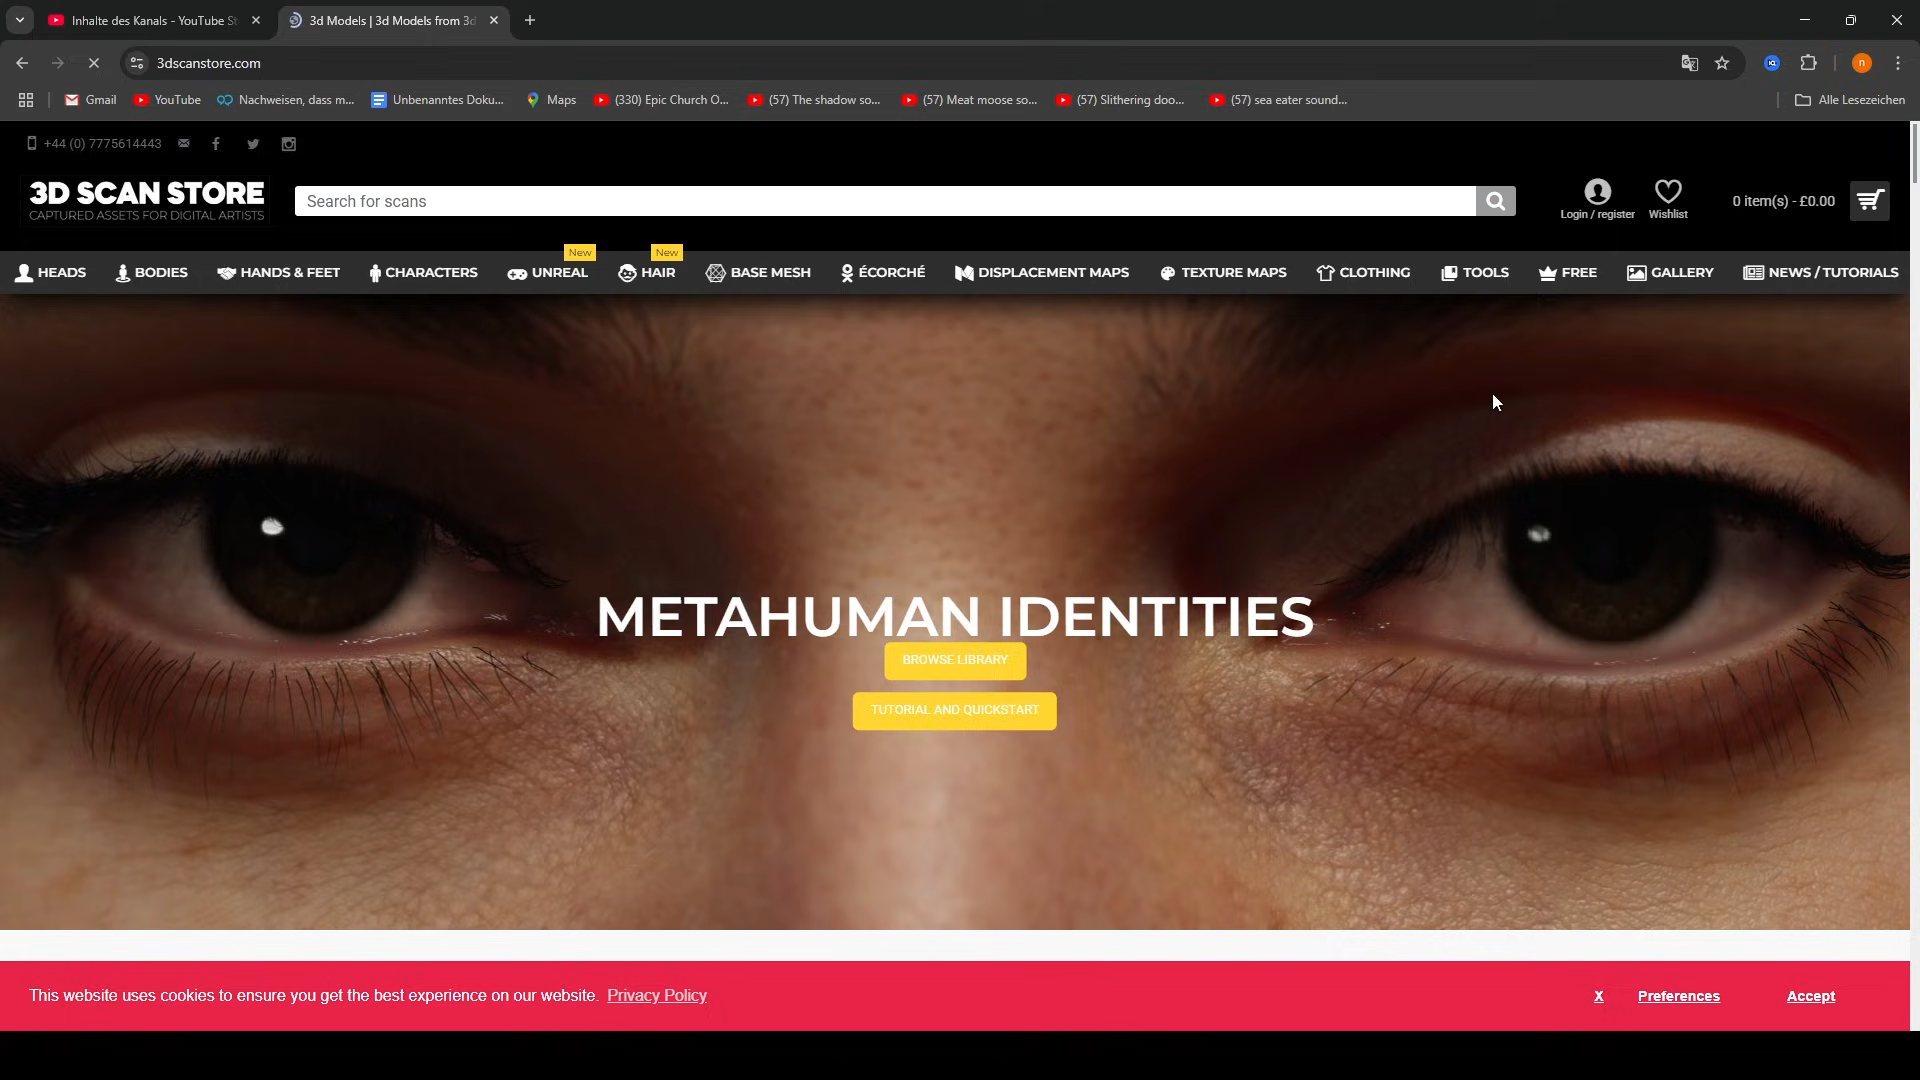 Inhalte des Kanals - YouTube St
3d Models | 3d Models from 3d
3dscanstore.com
Gmail
YouTube
Nachweisen, dass m...
Unbenanntes Doku...
Maps
(330) Epic Church O...
(57) The shadow so...
(57) Meat moose so...
(57) Slithering doo...
(57) sea eater sound...
Alle Lesezeichen
+44 (0) 7775614443
3D SCAN STORE
CAPTURED ASSETS FOR DIGITAL ARTISTS
Search for scans
Login / register
Wishlist
0 item(s) - £0.00
New
New
HEADS
BODIES
HANDS & FEET
CHARACTERS
UNREAL
HAIR
BASE MESH
ÉCORCHÉ
DISPLACEMENT MAPS
TEXTURE MAPS
CLOTHING
TOOLS
FREE
GALLERY
NEWS / TUTORIALS
METAHUMAN IDENTITIES
BROWSE LIBRARY
TUTORIAL AND QUICKSTART
This website uses cookies to ensure you get the best experience on our website. Privacy Policy
X
Preferences
Accept